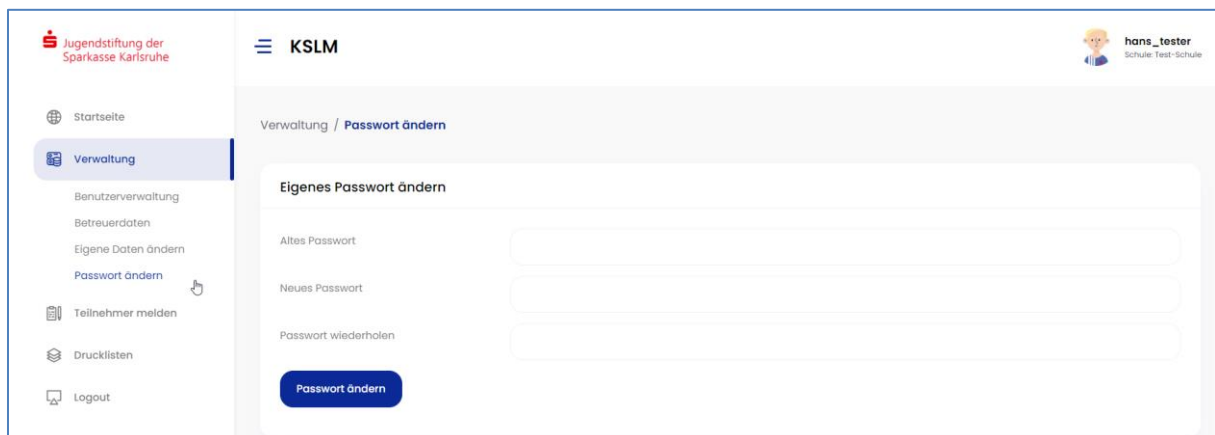 Jugendstiftung der
Sparkasse Karlsruhe
KSLM
hans_tester
Schule: Test-Schule
Startseite
Verwaltung
Benutzerverwaltung
Betreuerdaten
Eigene Daten ändern
Passwort ändern
Teilnehmer melden
Drucklisten
Logout
Verwaltung / Passwort ändern
Eigenes Passwort ändern
Altes Passwort
Neues Passwort
Passwort wiederholen
Passwort ändern